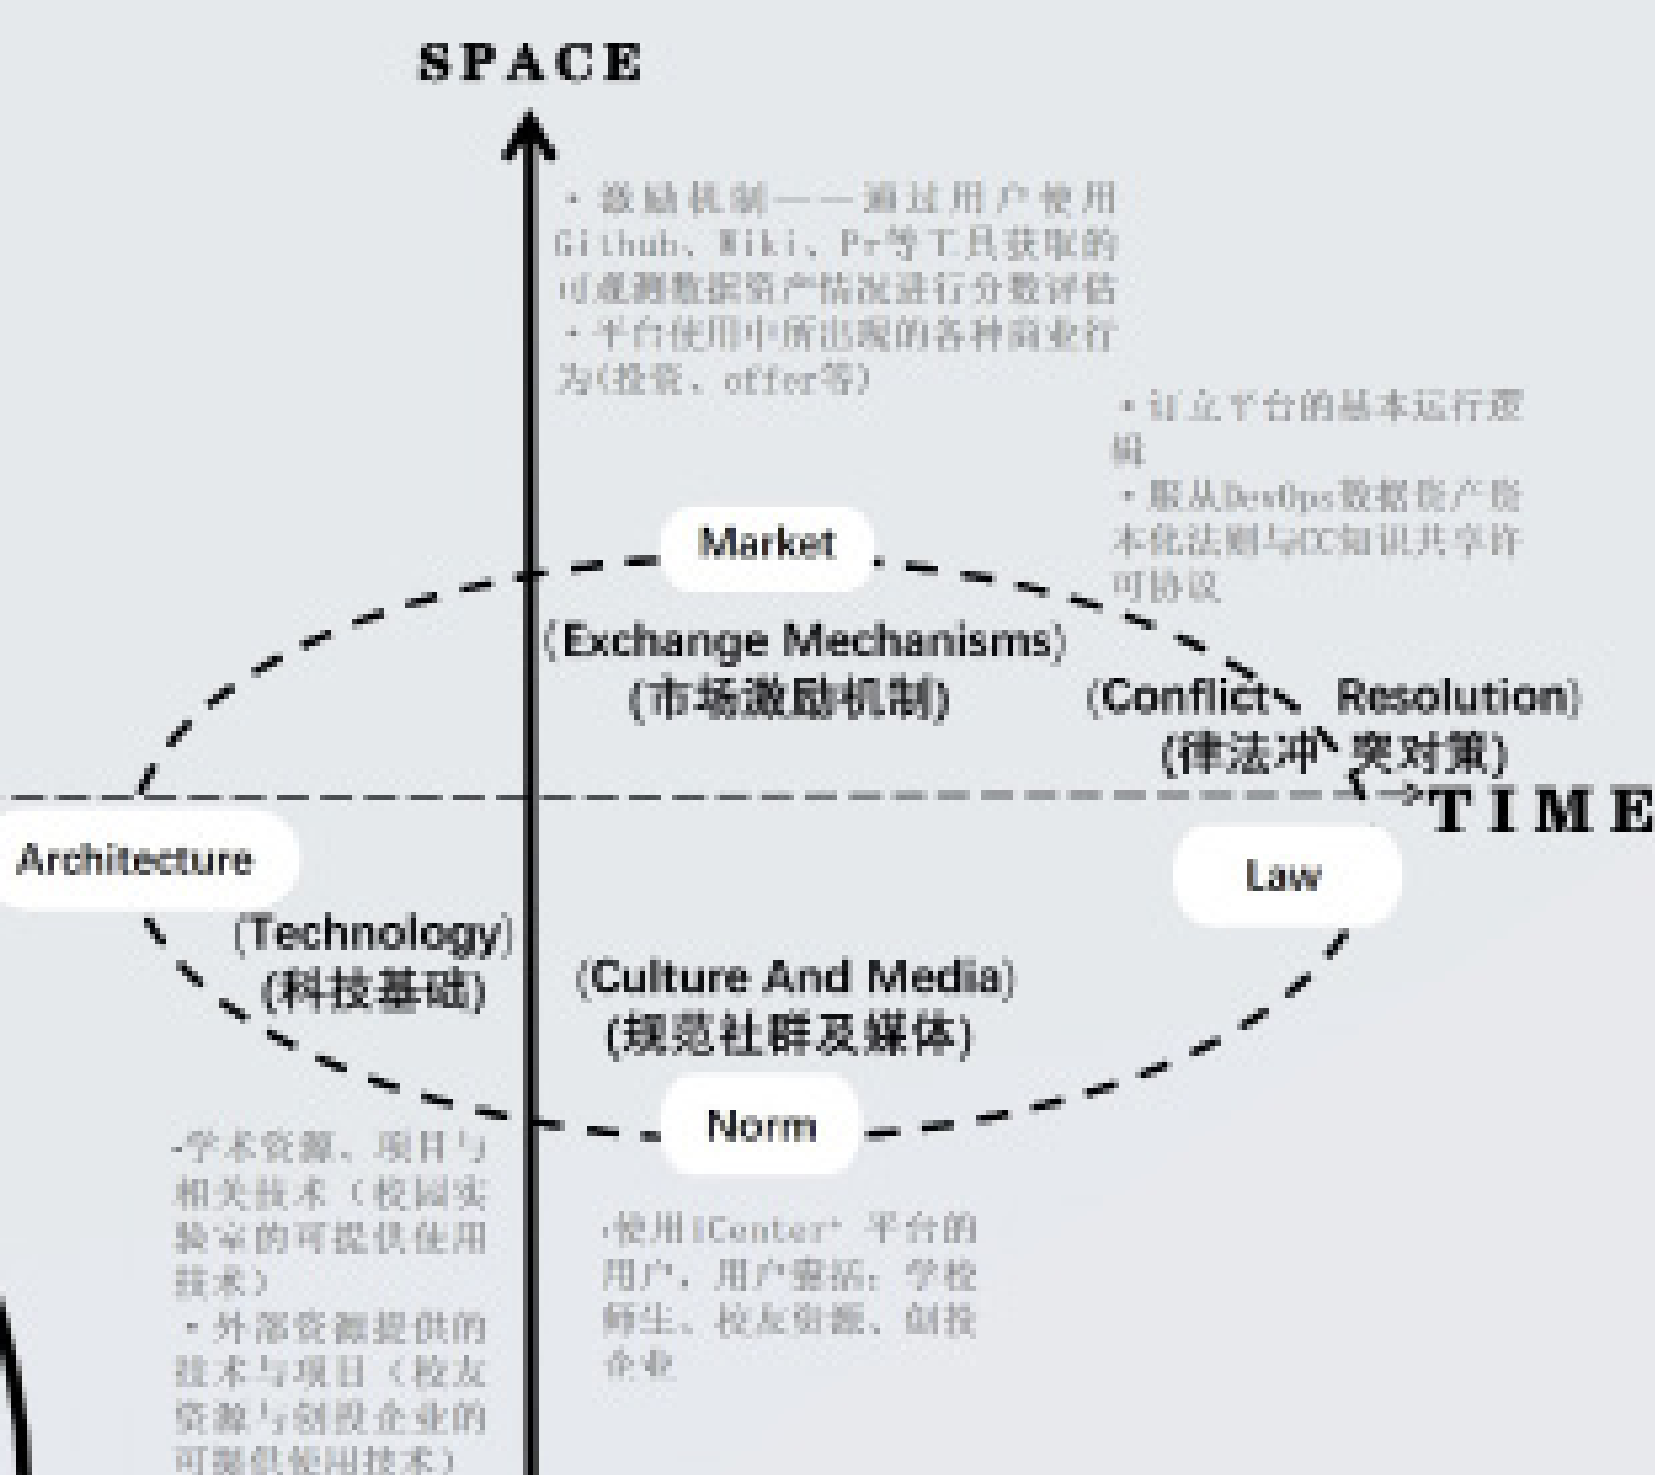 SPACE
・激励机制——通过用户使用
Github、Wiki、Pr等工具获取的
可观测数据资产情况进行分数评估
・平台使用中所出现的各种商业行
为(投资、offer等)
・订立平台的基本运行逻
辑
・服从DevOps数据资产资
本化法则与CC知识共享许
可协议
Market
(Exchange Mechanisms)
(市场激励机制)
(Conflict Resolution)
(律法冲突对策)
TIME
Architecture
Law
(Technology)
(科技基础)
(Culture And Media)
(规范社群及媒体)
Norm
·学术资源、项目与
相关技术（校园实
验室的可提供使用
技术）
・外部资源提供的
技术与项目（校友
资源与创投企业的
可提供使用技术）
·使用iCenter+ 平台的
用户，用户囊括：学校
师生、校友资源、创投
企业